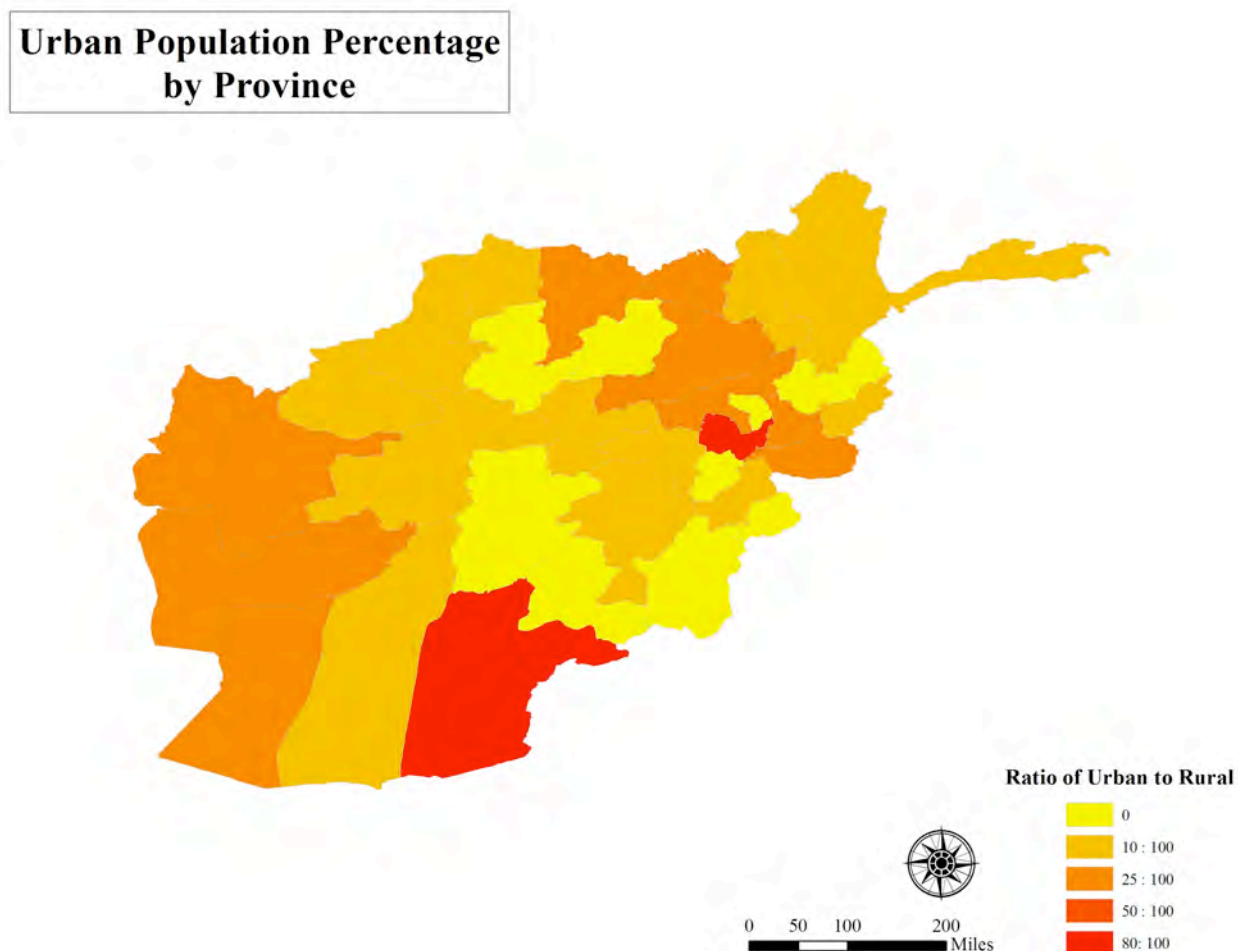 Urban Population Percentage
by Province
Ratio of Urban to Rural
0
10 : 100
25 : 100
50 : 100
80: 100
0 50 100 200
Miles